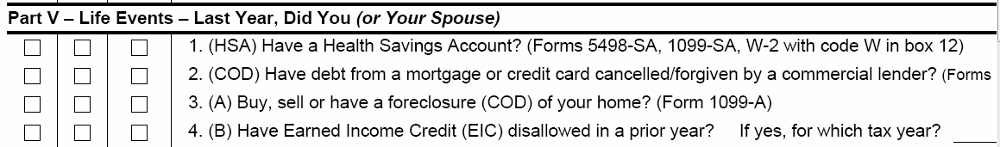 Part V – Life Events – Last Year, Did You (or Your Spouse)
1. (HSA) Have a Health Savings Account? (Forms 5498-SA, 1099-SA, W-2 with code W in box 12)
2. (COD) Have debt from a mortgage or credit card cancelled/forgiven by a commercial lender? (Forms
3. (A) Buy, sell or have a foreclosure (COD) of your home? (Form 1099-A)
4. (B) Have Earned Income Credit (EIC) disallowed in a prior year? If yes, for which tax year?